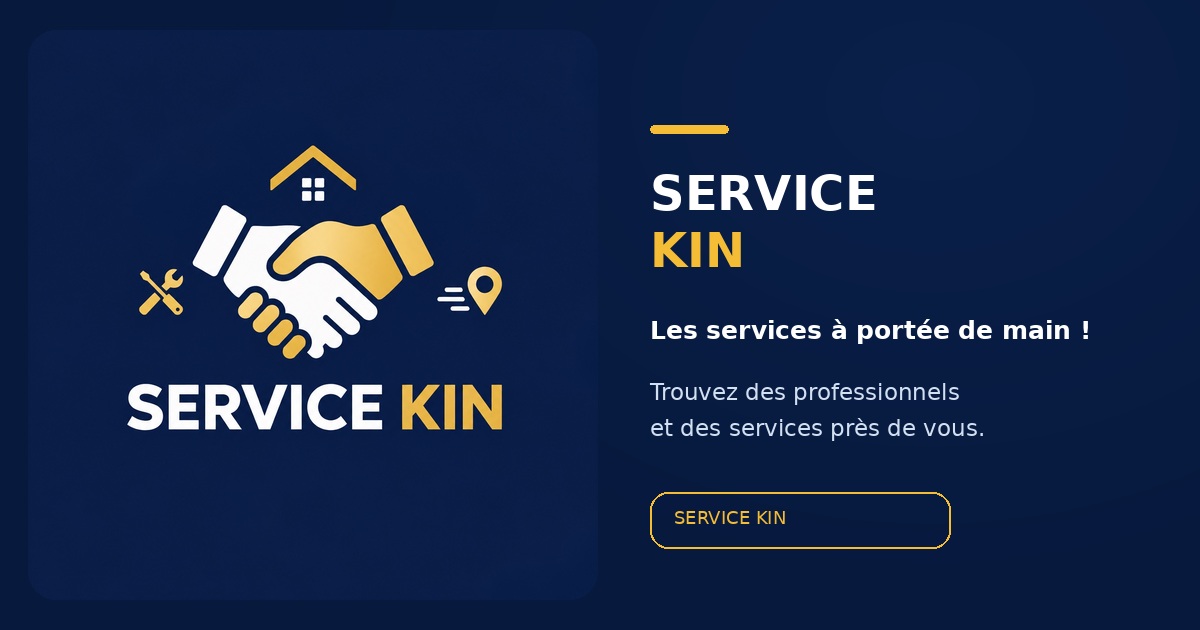 SERVICE KIN
SERVICE
KIN
Les services à portée de main !
Trouvez des professionnels
et des services près de vous.
SERVICE KIN